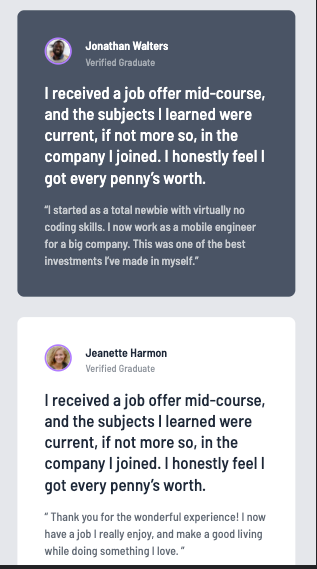 Jonathan Walters
Verified Graduate
I received a job offer mid-course,
and the subjects I learned were
current, if not more so, in the
company I joined. I honestly feel I
got every penny’s worth.
“I started as a total newbie with virtually no
coding skills. I now work as a mobile engineer
for a big company. This was one of the best
investments I’ve made in myself.”
Jeanette Harmon
Verified Graduate
I received a job offer mid-course,
and the subjects I learned were
current, if not more so, in the
company I joined. I honestly feel I
got every penny’s worth.
“ Thank you for the wonderful experience! I now
have a job I really enjoy, and make a good living
while doing something I love. ”